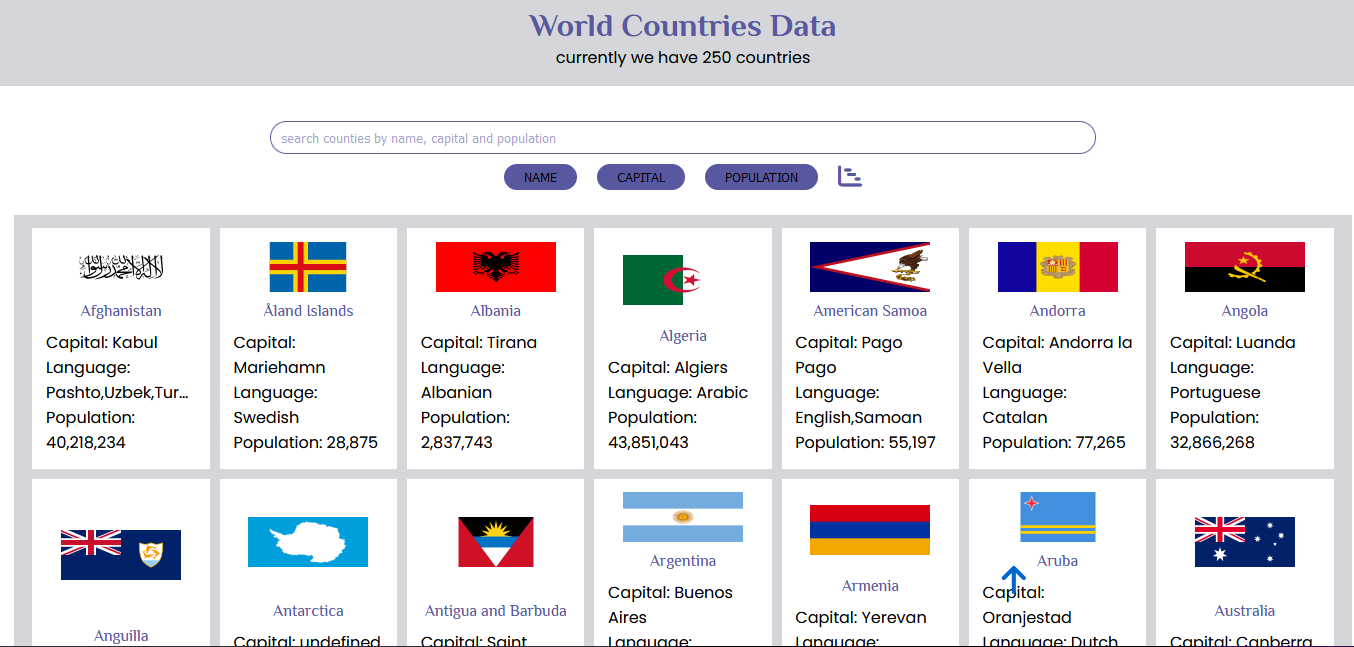 World Countries Data
currently we have 250 countries
search counties by name, capital and population
NAME
CAPITAL
POPULATION
Afghanistan
Capital: Kabul
Language:
Pashto,Uzbek,Tur...
Population:
40,218,234
Åland Islands
Capital:
Mariehamn
Language:
Swedish
Population: 28,875
Albania
Capital: Tirana
Language:
Albanian
Population:
2,837,743
Algeria
Capital: Algiers
Language: Arabic
Population:
43,851,043
American Samoa
Capital: Pago
Pago
Language:
English,Samoan
Population: 55,197
Andorra
Capital: Andorra la
Vella
Language:
Catalan
Population: 77,265
Angola
Capital: Luanda
Language:
Portuguese
Population:
32,866,268
Anguilla
Antarctica
Capital: undefined
Antigua and Barbuda
Capital: Saint
Argentina
Capital: Buenos
Aires
Language:
Armenia
Capital: Yerevan
Language:
Aruba
Capital:
Oranjestad
Language: Dutch
Australia
Capital: Canberra